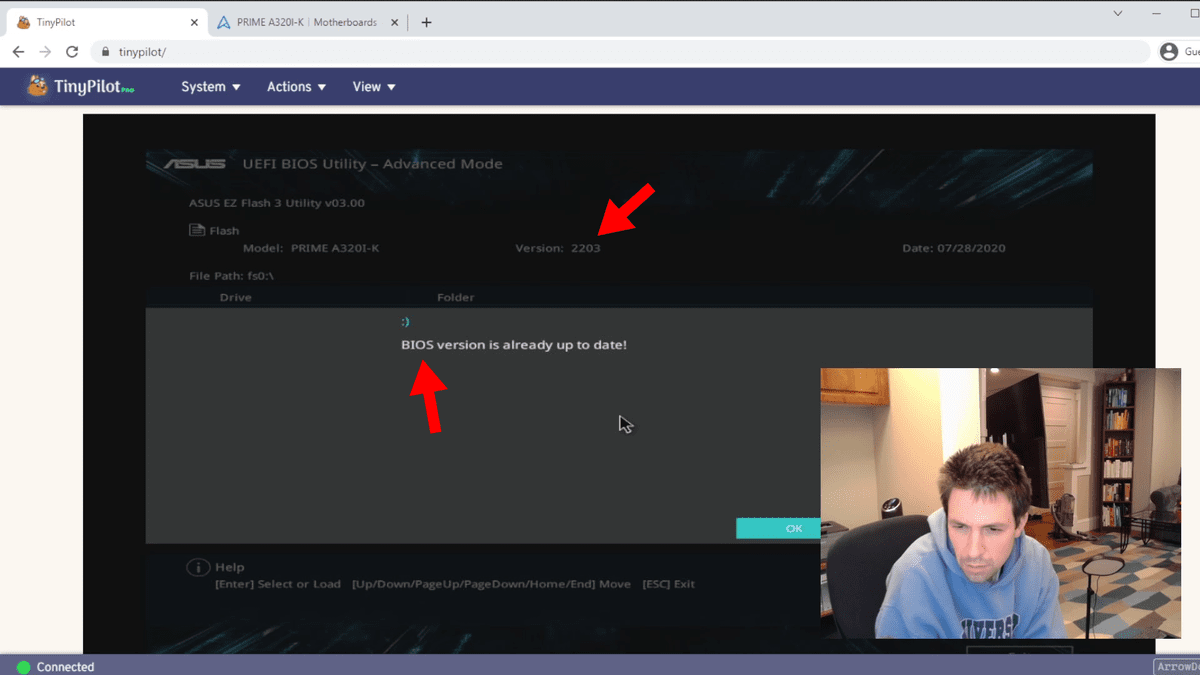 TinyPilot
PRIME A320I-K | Motherboards
tinypilot/
TinyPilot PRO
System
Actions
View
ASUS UEFI BIOS Utility – Advanced Mode
ASUS EZ Flash 3 Utility v03.00
Flash
Model: PRIME A320I-K Version: 2203 Date: 07/28/2020
File Path: fs0:\
Drive Folder
:)
BIOS version is already up to date!
OK
Help
[Enter] Select or Load [Up/Down/PageUp/PageDown/Home/End] Move [ESC] Exit
Connected